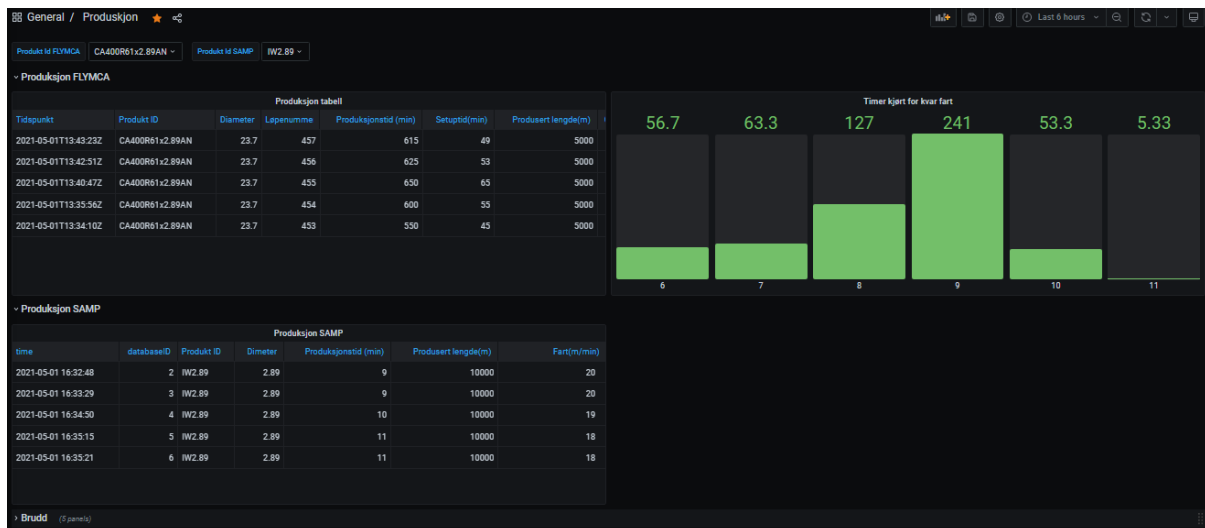 General / Produskjon
Last 6 hours
Produkt Id FLYMCA CA400R61x2.89AN Produkt Id SAMP IW2.89
Produksjon FLYMCA
Produksjon tabell
Tidspunkt Produkt ID Diameter Løpenumme Produksjonstid (min) Setuptid(min) Produsert lengde(m)
2021-05-01T13:43:23Z CA400R61x2.89AN 23.7 457 615 49 5000
2021-05-01T13:42:51Z CA400R61x2.89AN 23.7 456 625 53 5000
2021-05-01T13:40:47Z CA400R61x2.89AN 23.7 455 650 65 5000
2021-05-01T13:35:56Z CA400R61x2.89AN 23.7 454 600 55 5000
2021-05-01T13:34:10Z CA400R61x2.89AN 23.7 453 550 45 5000
Timer kjørt for kvar fart
56.7 63.3 127 241 53.3 5.33
6 7 8 9 10 11
Produksjon SAMP
Produksjon SAMP
time databaseID Produkt ID Dimeter Produksjonstid (min) Produsert lengde(m) Fart(m/min)
2021-05-01 16:32:48 2 IW2.89 2.89 9 10000 20
2021-05-01 16:33:29 3 IW2.89 2.89 9 10000 20
2021-05-01 16:34:50 4 IW2.89 2.89 10 10000 19
2021-05-01 16:35:15 5 IW2.89 2.89 11 10000 18
2021-05-01 16:35:21 6 IW2.89 2.89 11 10000 18
Brudd (5 panels)